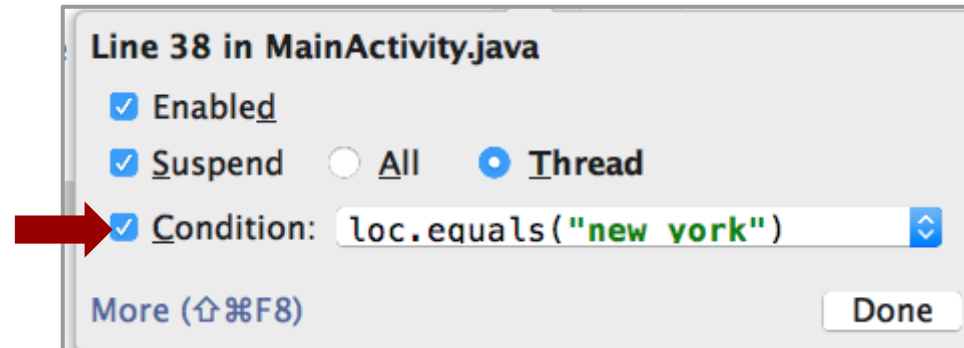 Line 38 in MainActivity.java
Enabled
Suspend All Thread
Condition: loc.equals("new york")
More (⇧⌘F8) Done